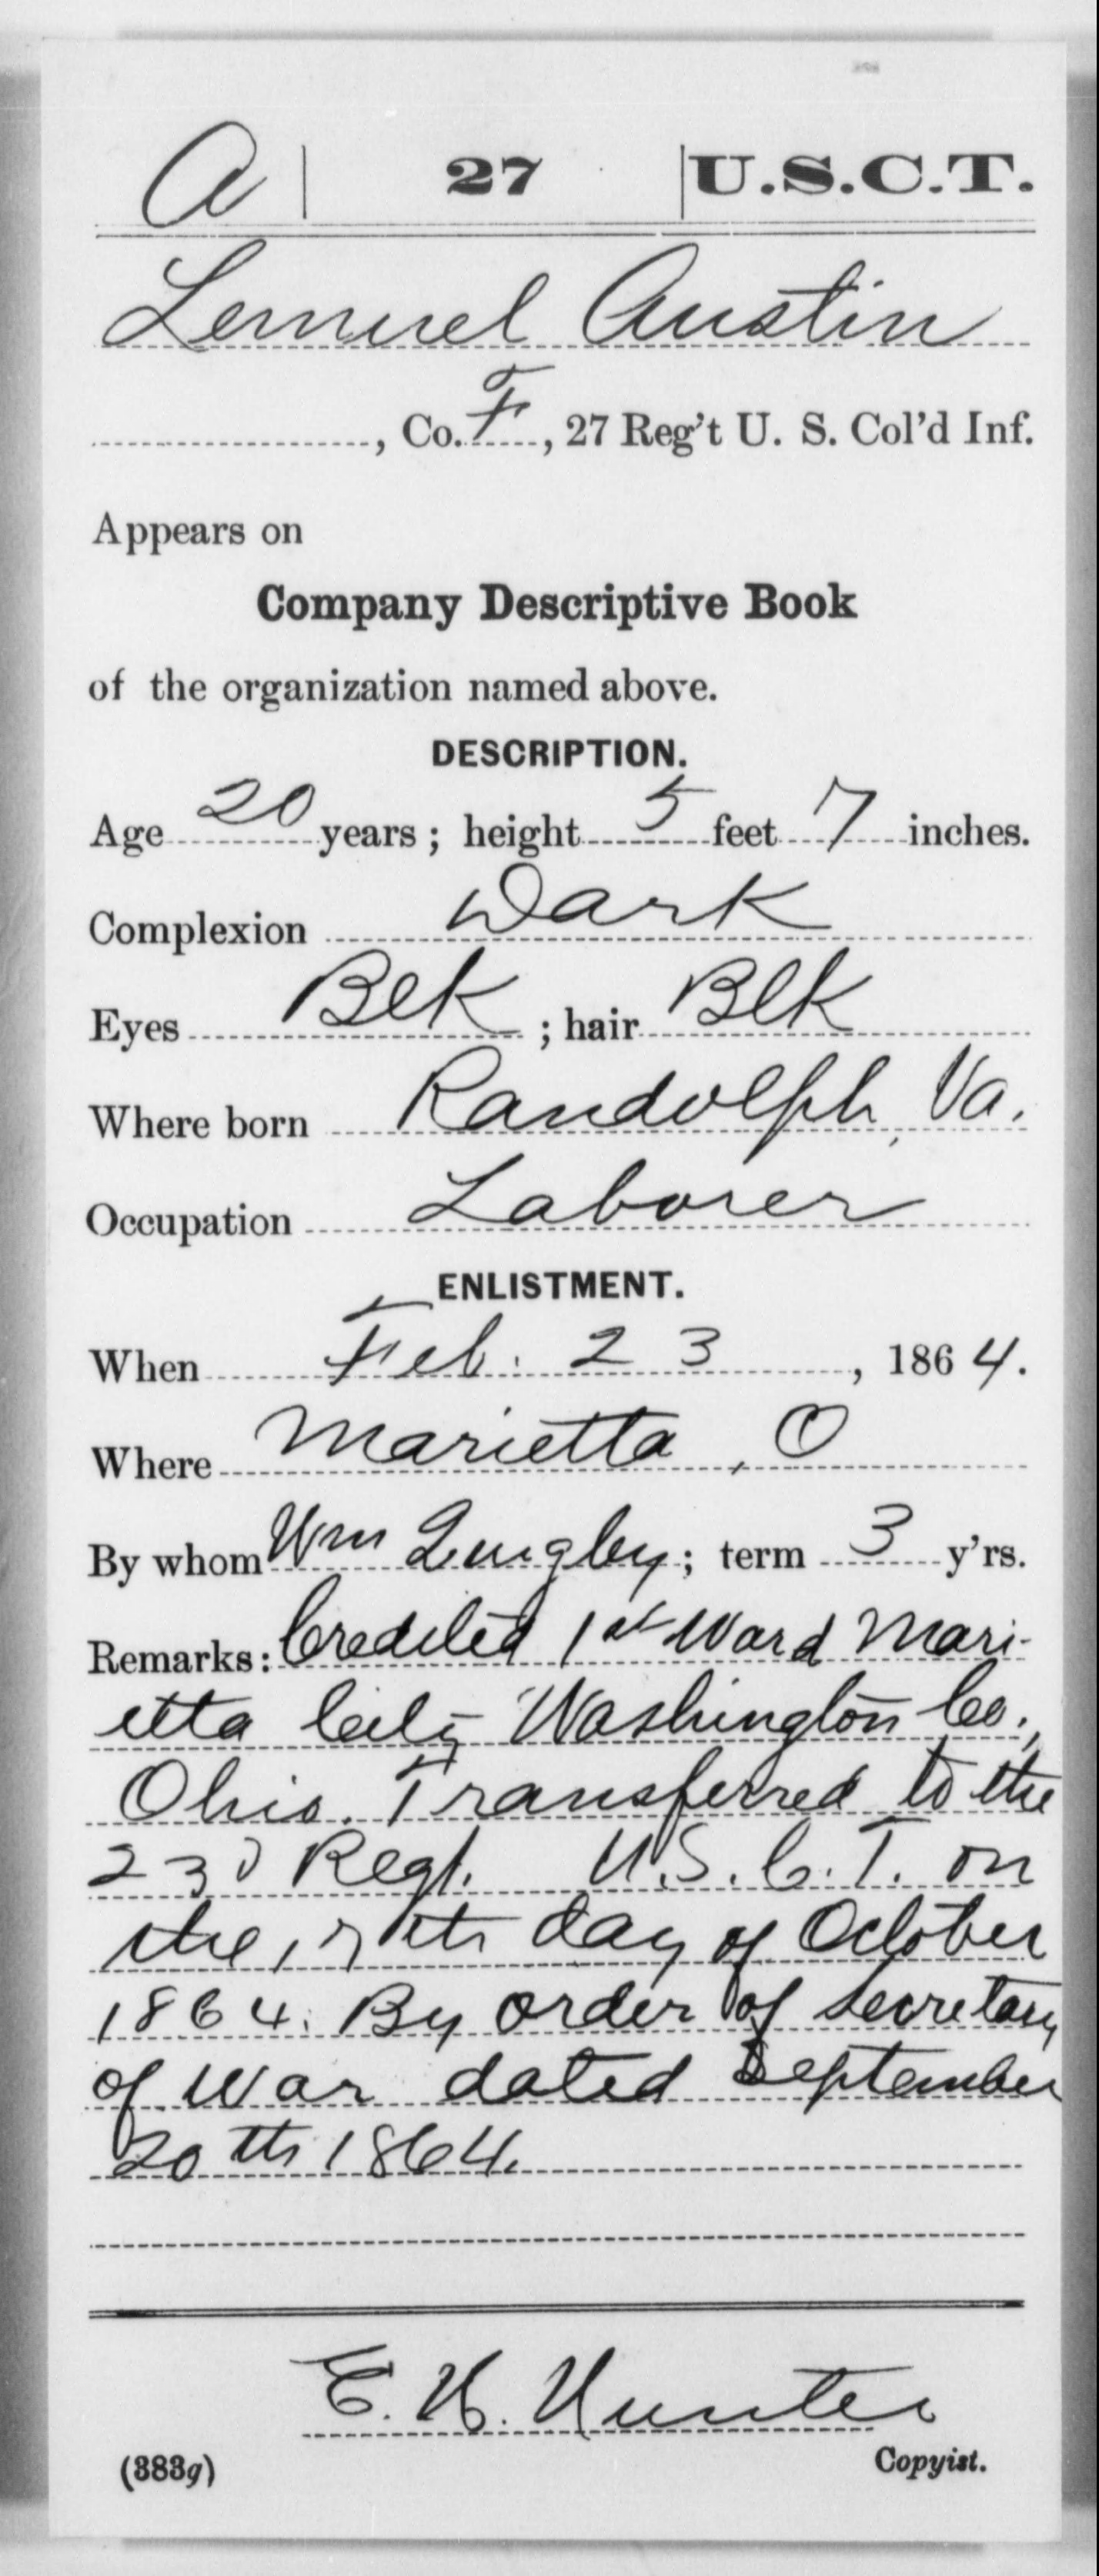 A | 27 | U.S.C.T.
Lemuel Austin
, Co. F, 27 Reg't U. S. Col'd Inf.
Appears on
Company Descriptive Book
of the organization named above.
DESCRIPTION.
Age 20 years; height 5 feet 7 inches.
Complexion Dark
Eyes Blk; hair Blk
Where born Randolph, Va.
Occupation Laborer
ENLISTMENT.
When Feb. 23, 1864.
Where Marietta, O
By whom Wm; term 3 y'rs.
Remarks: Credited 1st Ward Mari-
etta City Washington Co.,
Ohio. Transferred to the
23d Regt. U.S.C.T. on
the 17th day of October
1864. By order of Secretary
of War dated September
20th 1864.
E. H. Hunter
Copyist.
(383g)